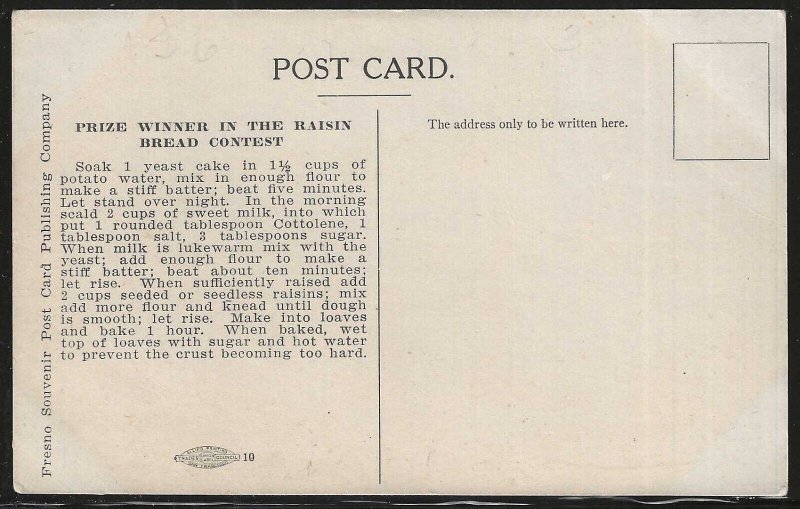 POST CARD.
PRIZE WINNER IN THE RAISIN
BREAD CONTEST
Soak 1 yeast cake in 1½ cups of
potato water, mix in enough flour to
make a stiff batter; beat five minutes.
Let stand over night. In the morning
scald 2 cups of sweet milk, into which
put 1 rounded tablespoon Cottolene, 1
tablespoon salt, 3 tablespoons sugar.
When milk is lukewarm mix with the
yeast; add enough flour to make a
stiff batter; beat about ten minutes;
let rise. When sufficiently raised add
2 cups seeded or seedless raisins; mix
add more flour and knead until dough
is smooth; let rise. Make into loaves
and bake 1 hour. When baked, wet
top of loaves with sugar and hot water
to prevent the crust becoming too hard.
The address only to be written here.
Fresno Souvenir Post Card Publishing Company
ALLIED PRINTING
TRADES COUNCIL
SAN FRANCISCO
10